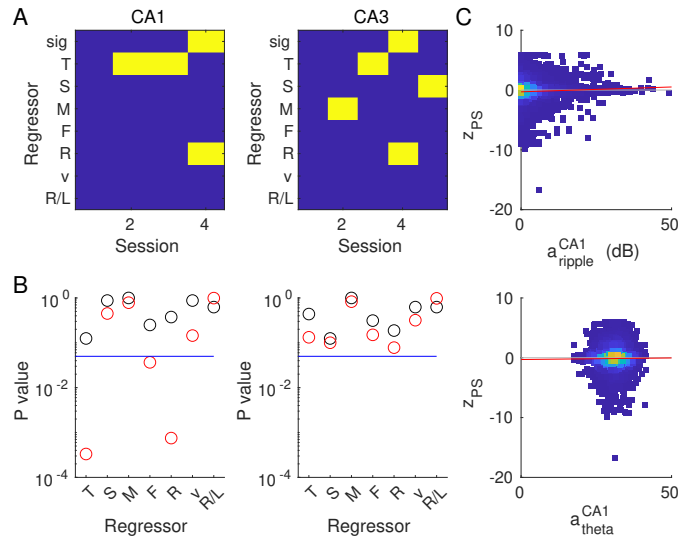 A
CA1
CA3
C
Regressor
sig
T
S
M
F
R
v
R/L
2
4
Session
Regressor
sig
T
S
M
F
R
v
R/L
2
4
Session
z_PS
10
0
-10
-20
0
50
a_ripple^CA1 (dB)
B
P value
10^0
10^-2
10^-4
T
S
M
F
R
v
R/L
Regressor
P value
10^0
10^-2
10^-4
T
S
M
F
R
v
R/L
Regressor
z_PS
10
0
-10
-20
0
50
a_theta^CA1